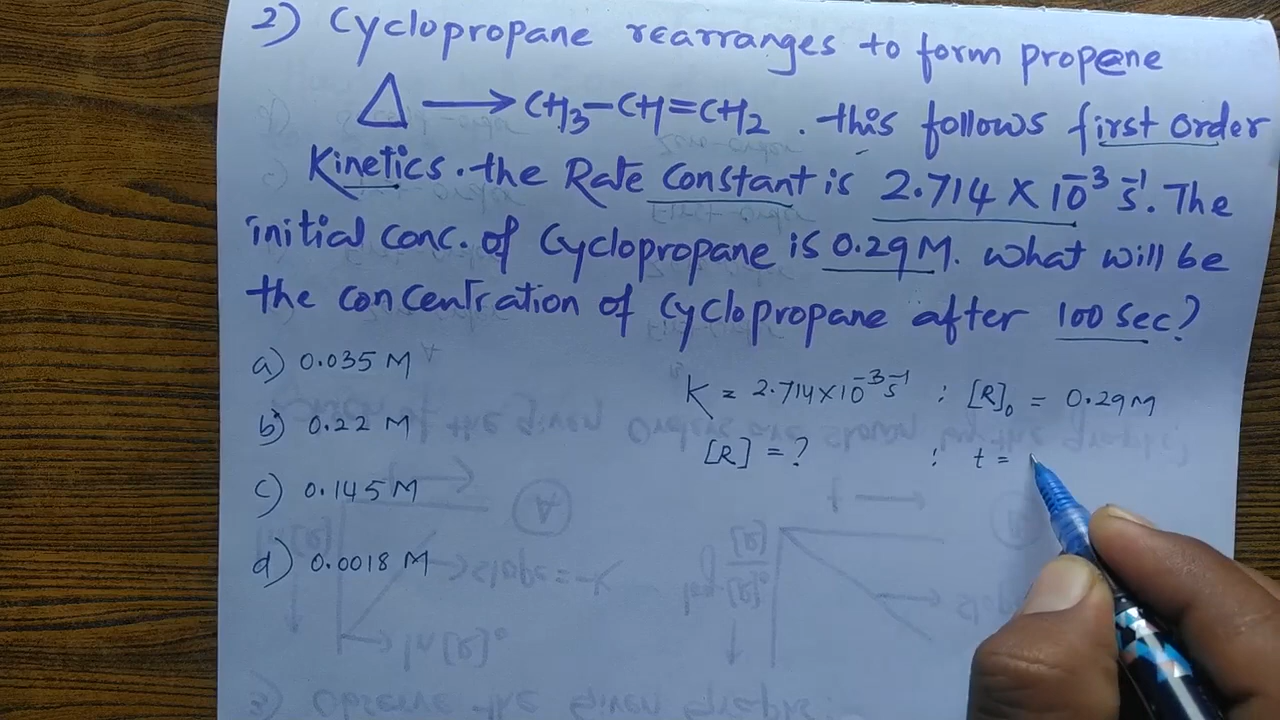 2) Cyclopropane rearranges to form propene
△ ⟶ CH3–CH=CH2 . this follows first order
Kinetics . the Rate Constant is 2.714 × 10⁻³ s⁻¹. The
initial conc. of Cyclopropane is 0.29 M. what will be
the concentration of cyclopropane after 100 sec?
a) 0.035 M
b) 0.22 M
c) 0.145 M
d) 0.0018 M
K = 2.714×10⁻³ s⁻¹ : [R]₀ = 0.29 M
[R] = ? : t =